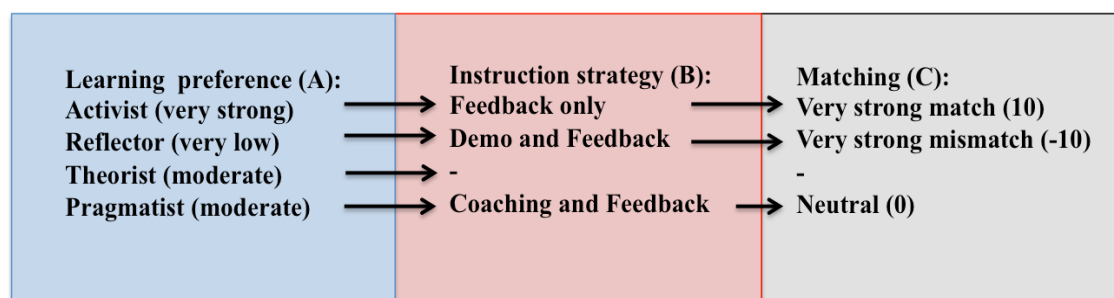 Learning preference (A):
Activist (very strong)
Reflector (very low)
Theorist (moderate)
Pragmatist (moderate)
Instruction strategy (B):
Feedback only
Demo and Feedback
-
Coaching and Feedback
Matching (C):
Very strong match (10)
Very strong mismatch (-10)
-
Neutral (0)